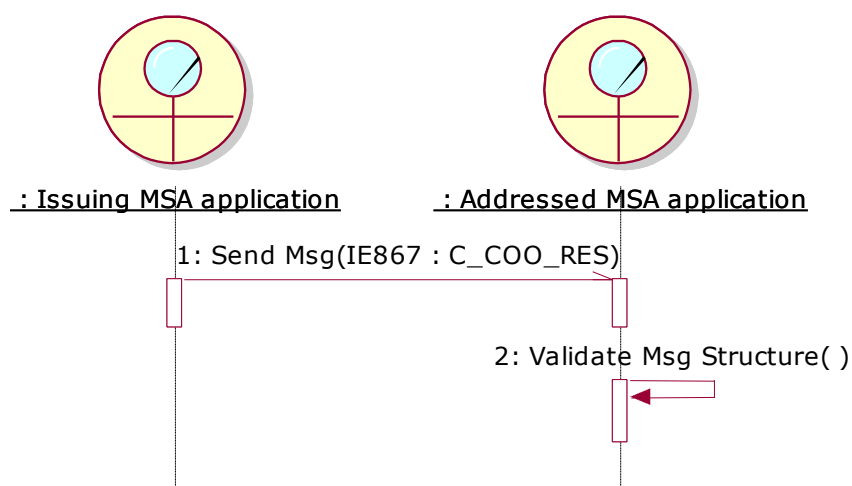 : Issuing MSA application
: Addressed MSA application
1: Send Msg(IE867 : C_COO_RES)
2: Validate Msg Structure( )